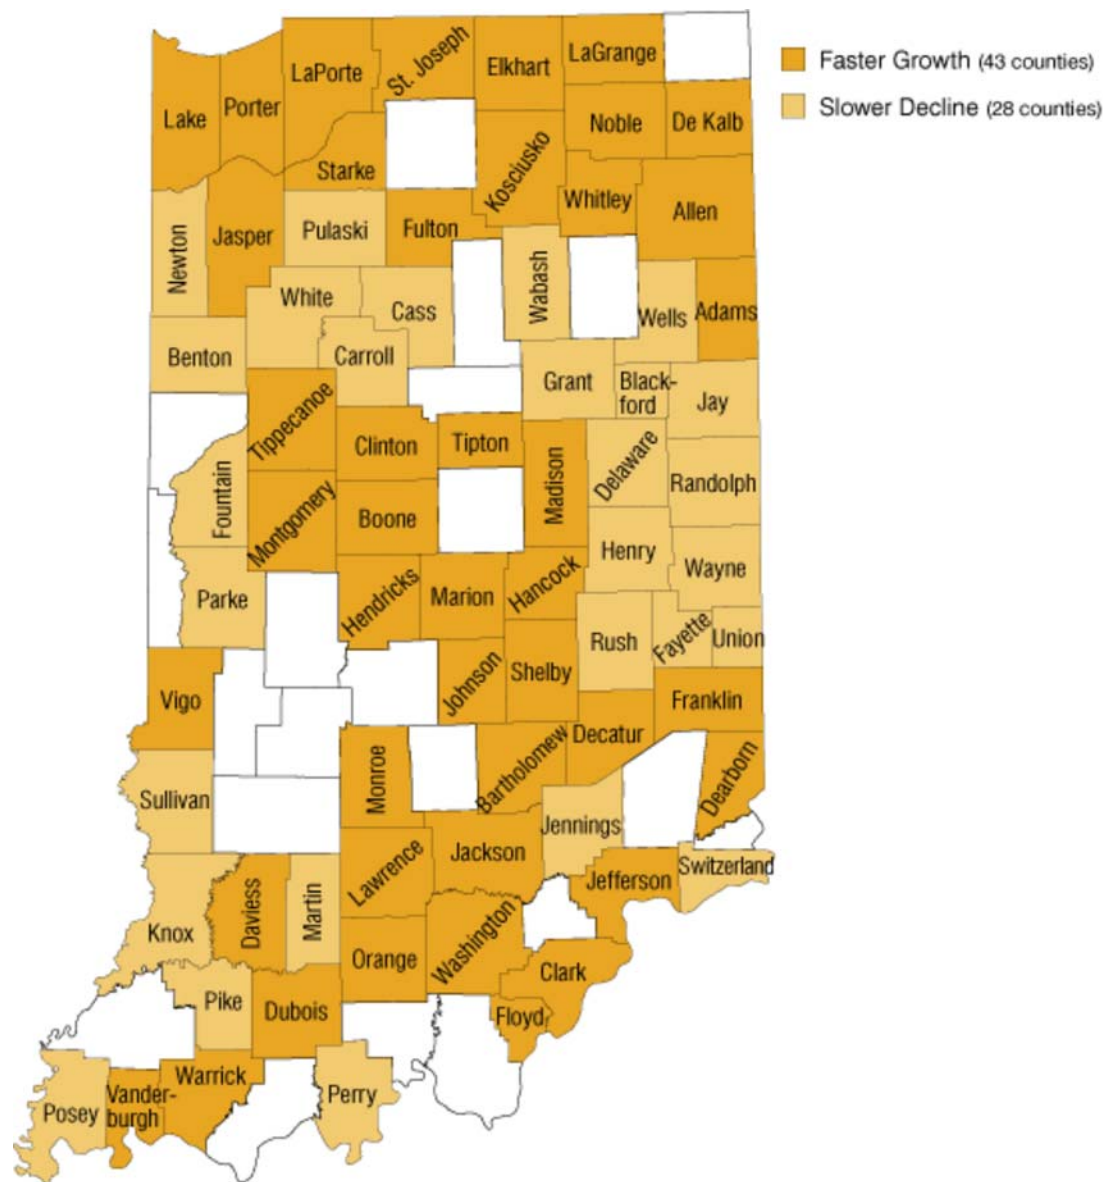 Faster Growth (43 counties)
Slower Decline (28 counties)
Lake
Porter
LaPorte
St. Joseph
Elkhart
LaGrange
Noble
De Kalb
Starke
Kosciusko
Whitley
Allen
Newton
Jasper
Pulaski
Fulton
Wabash
White
Cass
Wells
Adams
Benton
Carroll
Grant
Black-
ford
Jay
Tippecanoe
Clinton
Tipton
Madison
Delaware
Randolph
Fountain
Montgomery
Boone
Henry
Wayne
Parke
Hendricks
Marion
Hancock
Rush
Fayette
Union
Vigo
Johnson
Shelby
Franklin
Monroe
Bartholomew
Decatur
Dearborn
Sullivan
Jennings
Lawrence
Jackson
Jefferson
Switzerland
Knox
Daviess
Martin
Orange
Washington
Clark
Pike
Dubois
Floyd
Posey
Vander-
burgh
Warrick
Perry